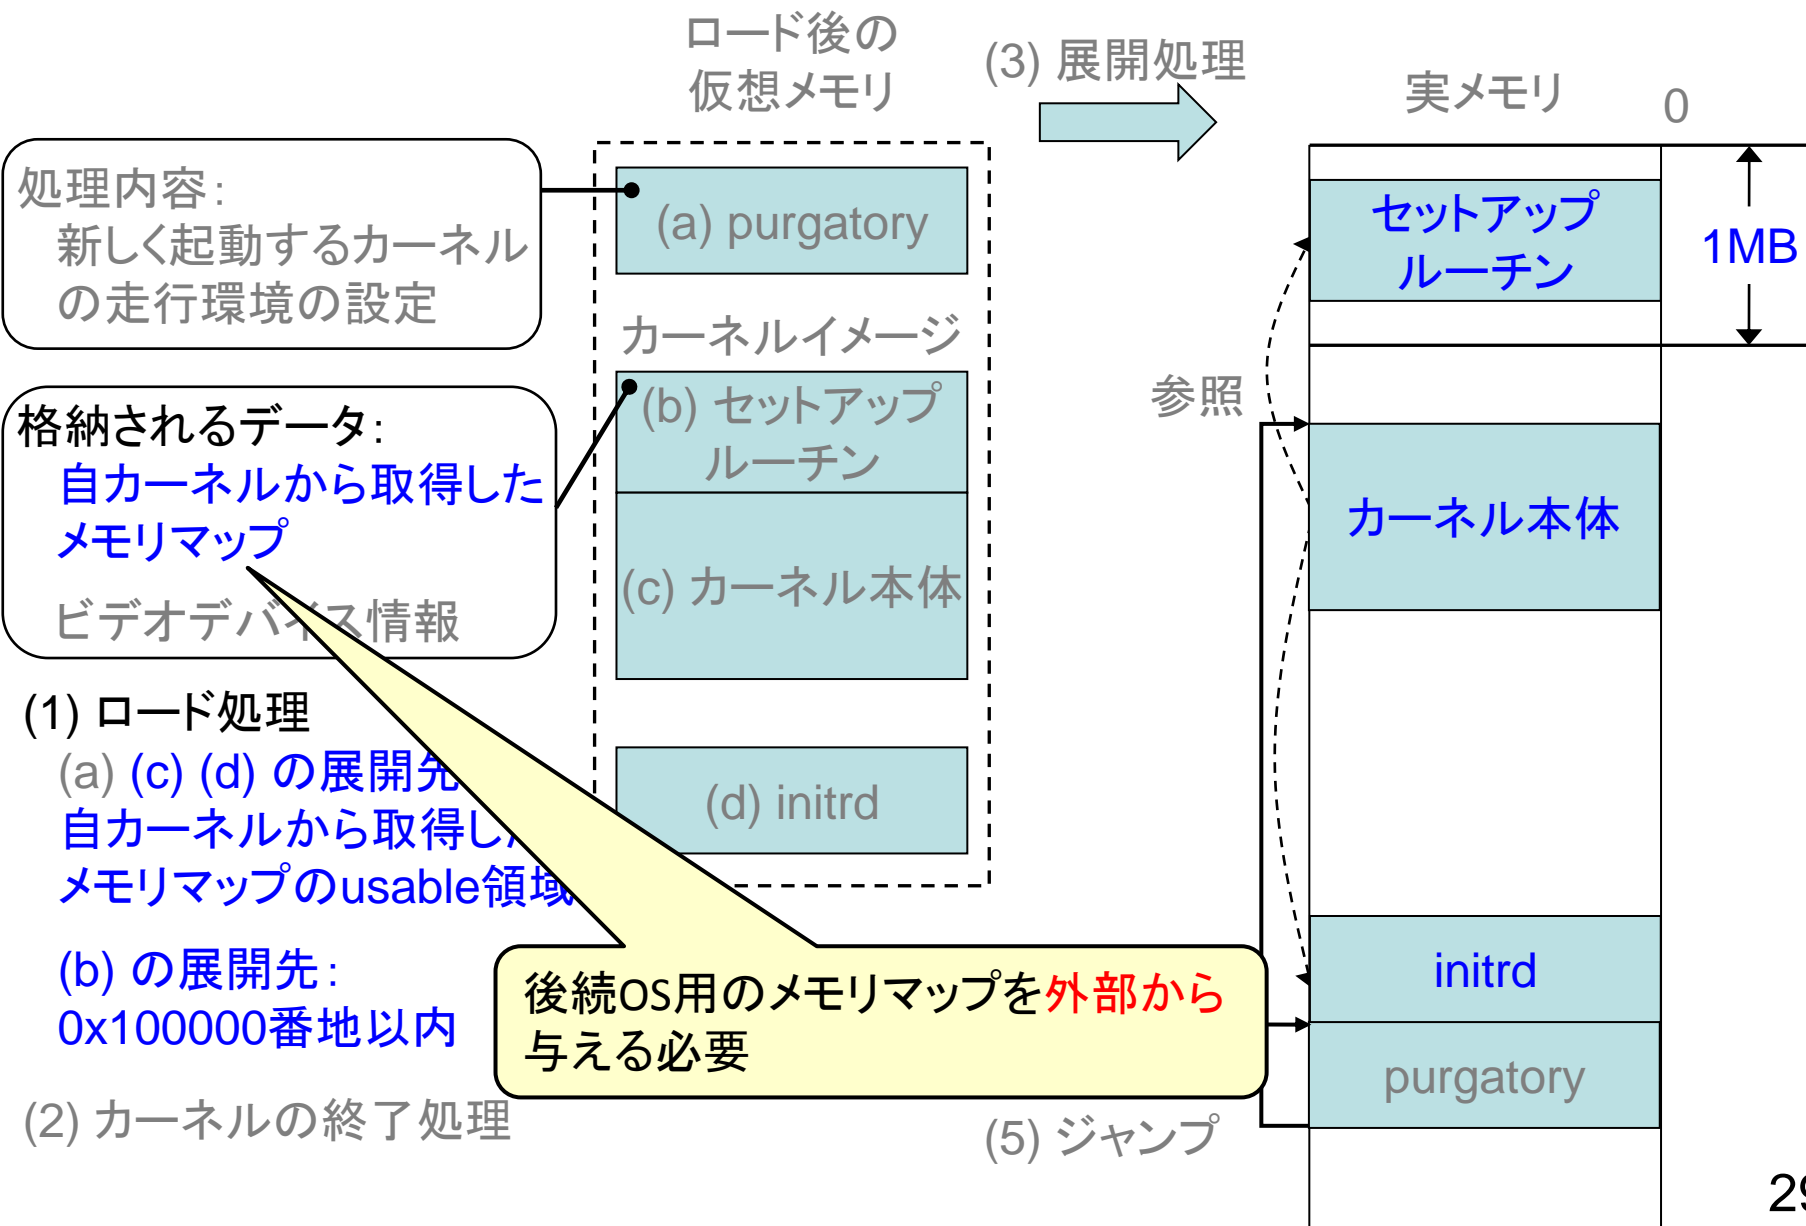 ロード後の
仮想メモリ
(3) 展開処理
実メモリ
0
処理内容:
新しく起動するカーネル
の走行環境の設定
(a) purgatory
セットアップ
ルーチン
1MB
カーネルイメージ
(b) セットアップ
ルーチン
参照
格納されるデータ:
自カーネルから取得した
メモリマップ
ビデオデバイス情報
(c) カーネル本体
カーネル本体
(1) ロード処理
(a) (c) (d) の展開先
自カーネルから取得した
メモリマップのusable領域
(d) initrd
(b) の展開先:
0x100000番地以内
後続OS用のメモリマップを外部から
与える必要
initrd
purgatory
(2) カーネルの終了処理
(5) ジャンプ